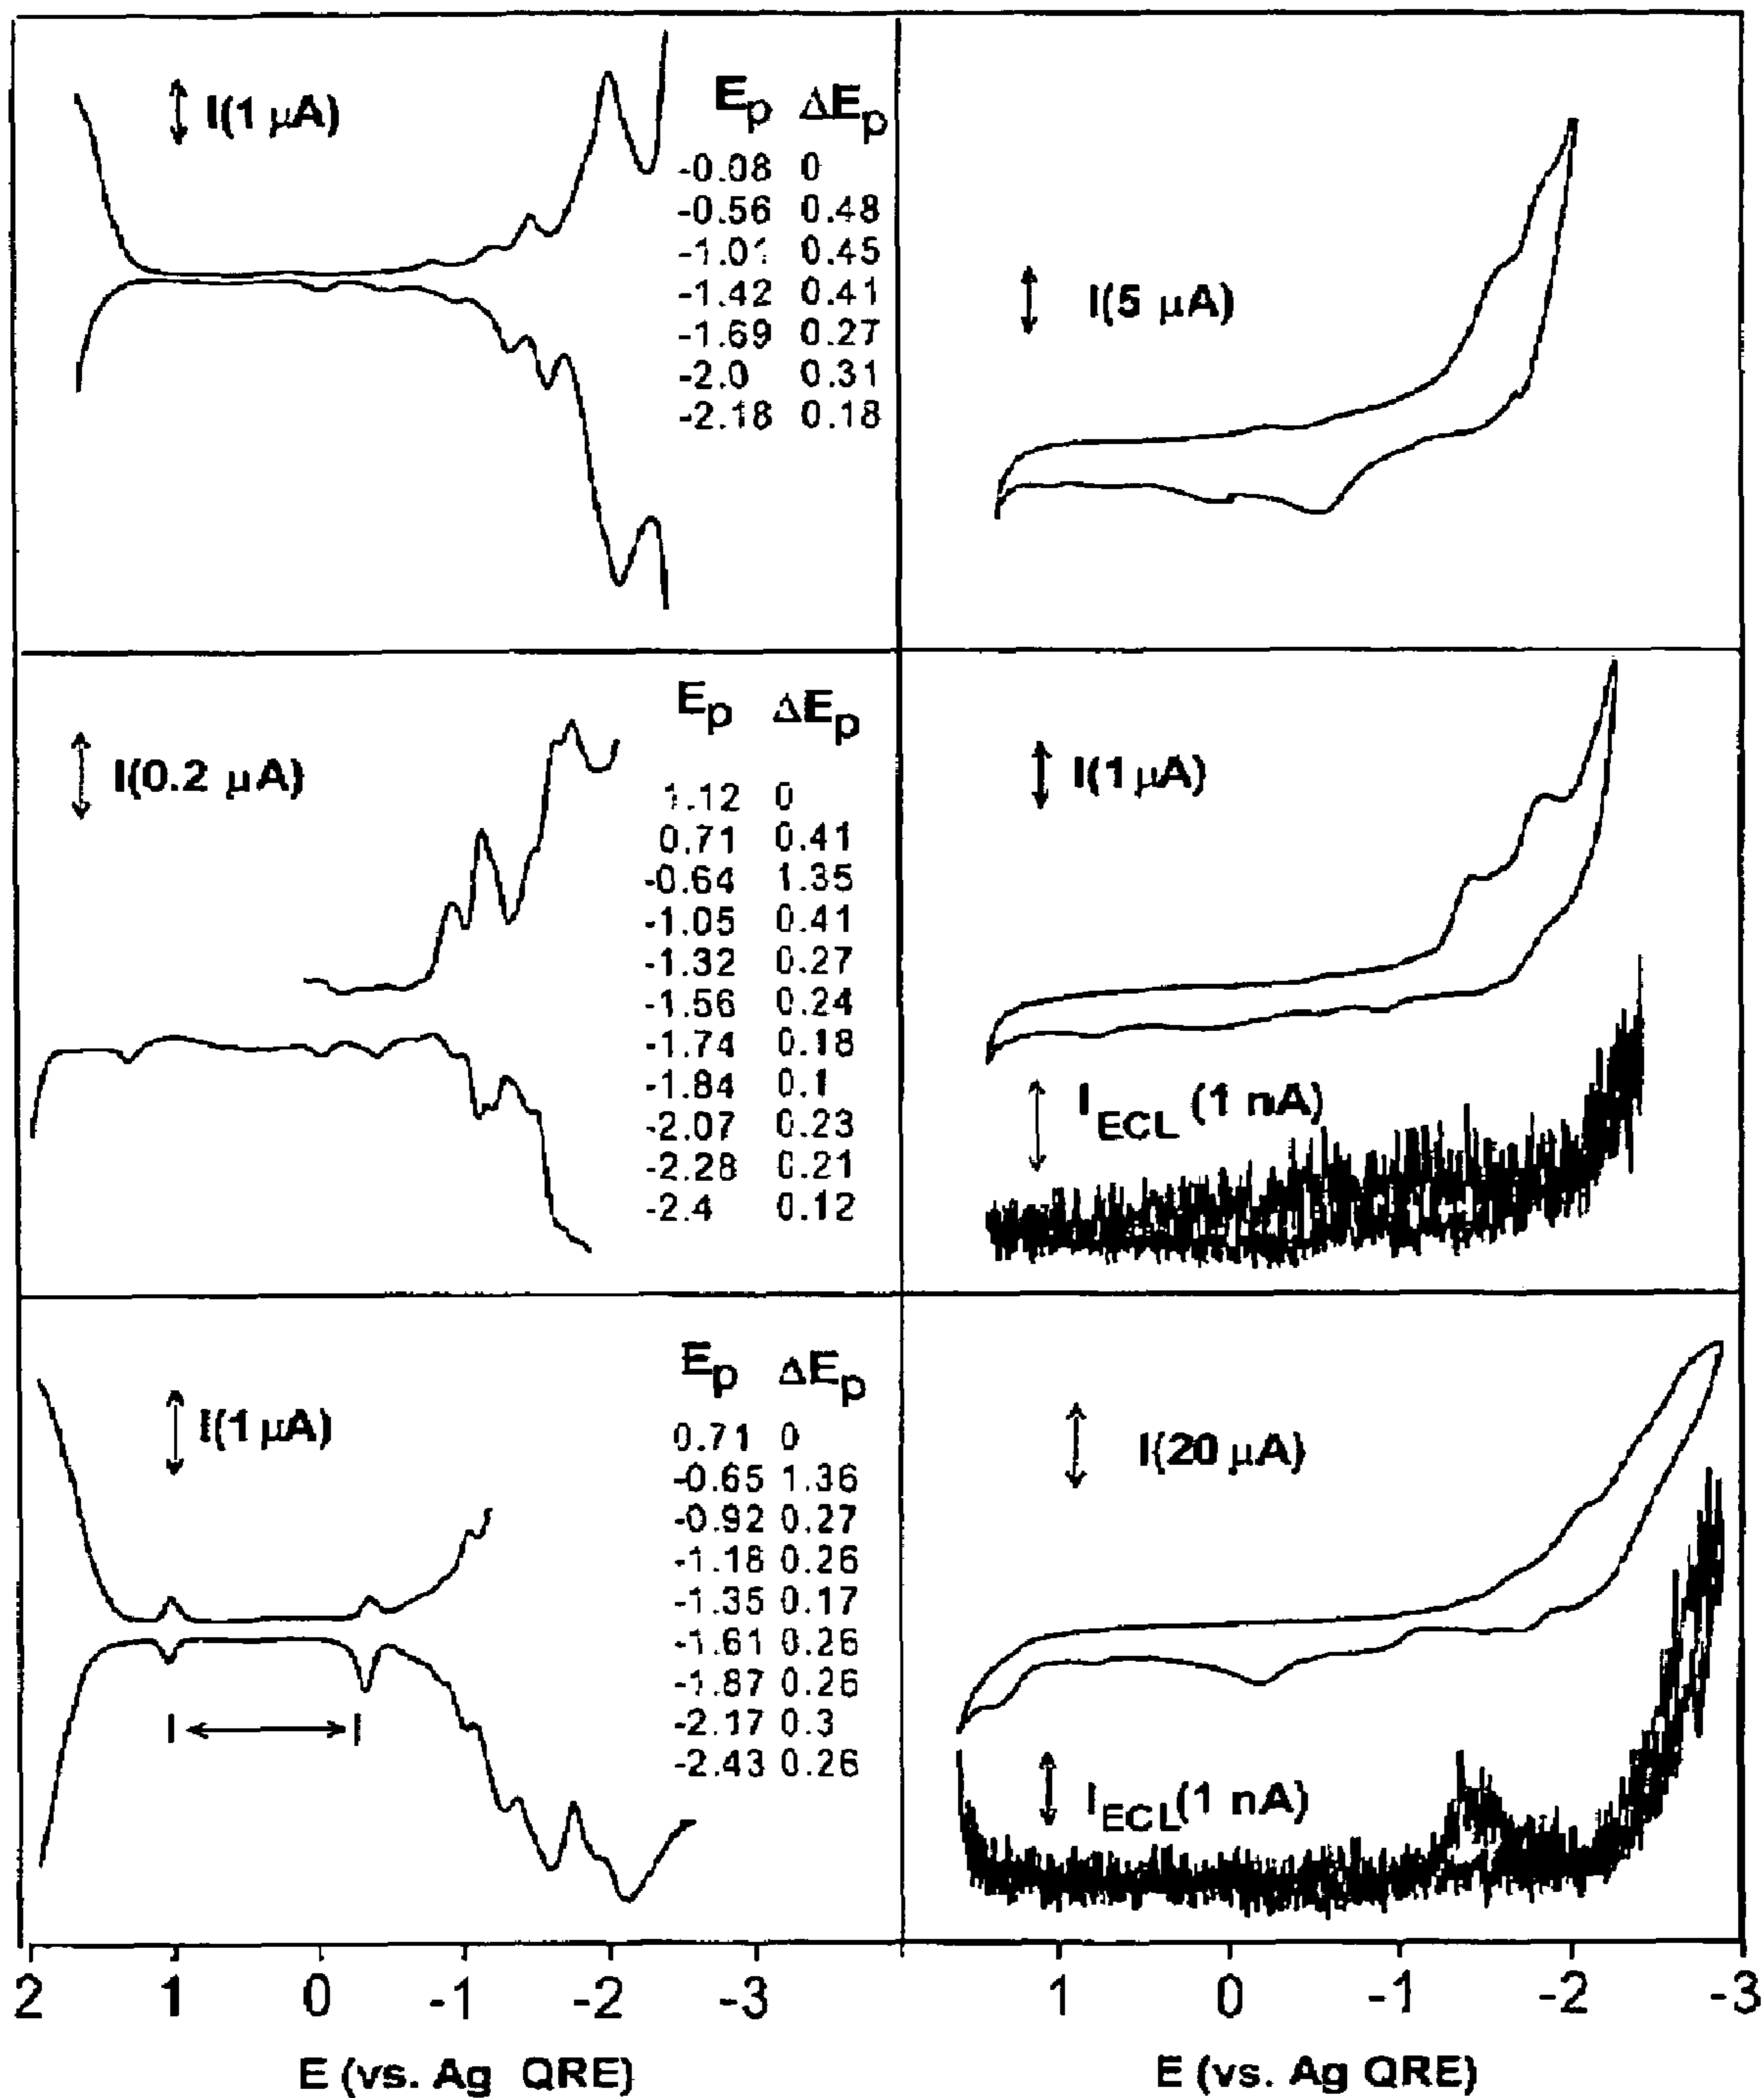 I(1 μA)
Ep ΔEp
-0.08 0
-0.56 0.48
-1.01 0.45
-1.42 0.41
-1.69 0.27
-2.0 0.31
-2.18 0.18
I(5 μA)
I(0.2 μA)
Ep ΔEp
1.12 0
0.71 0.41
-0.64 1.35
-1.05 0.41
-1.32 0.27
-1.56 0.24
-1.74 0.18
-1.84 0.1
-2.07 0.23
-2.28 0.21
-2.4 0.12
I(1 μA)
IECL (1 nA)
I(1 μA)
Ep ΔEp
0.71 0
-0.65 1.36
-0.92 0.27
-1.18 0.26
-1.35 0.17
-1.61 0.26
-1.87 0.26
-2.17 0.3
-2.43 0.26
I(20 μA)
IECL(1 nA)
2 1 0 -1 -2 -3
E (vs. Ag QRE)
1 0 -1 -2 -3
E (vs. Ag QRE)